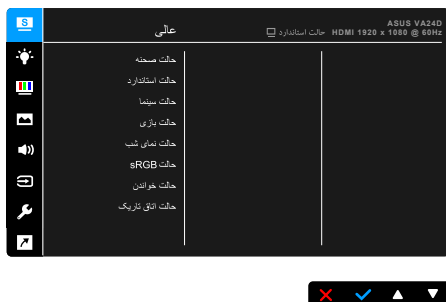 S
عالی
ASUS VA24D
HDMI 1920 x 1080 @ 60Hz حالت استاندارد
حالت صحنه
حالت استاندارد
حالت سینما
حالت بازی
حالت نمای شب
حالت sRGB
حالت خواندن
حالت اتاق تاریک